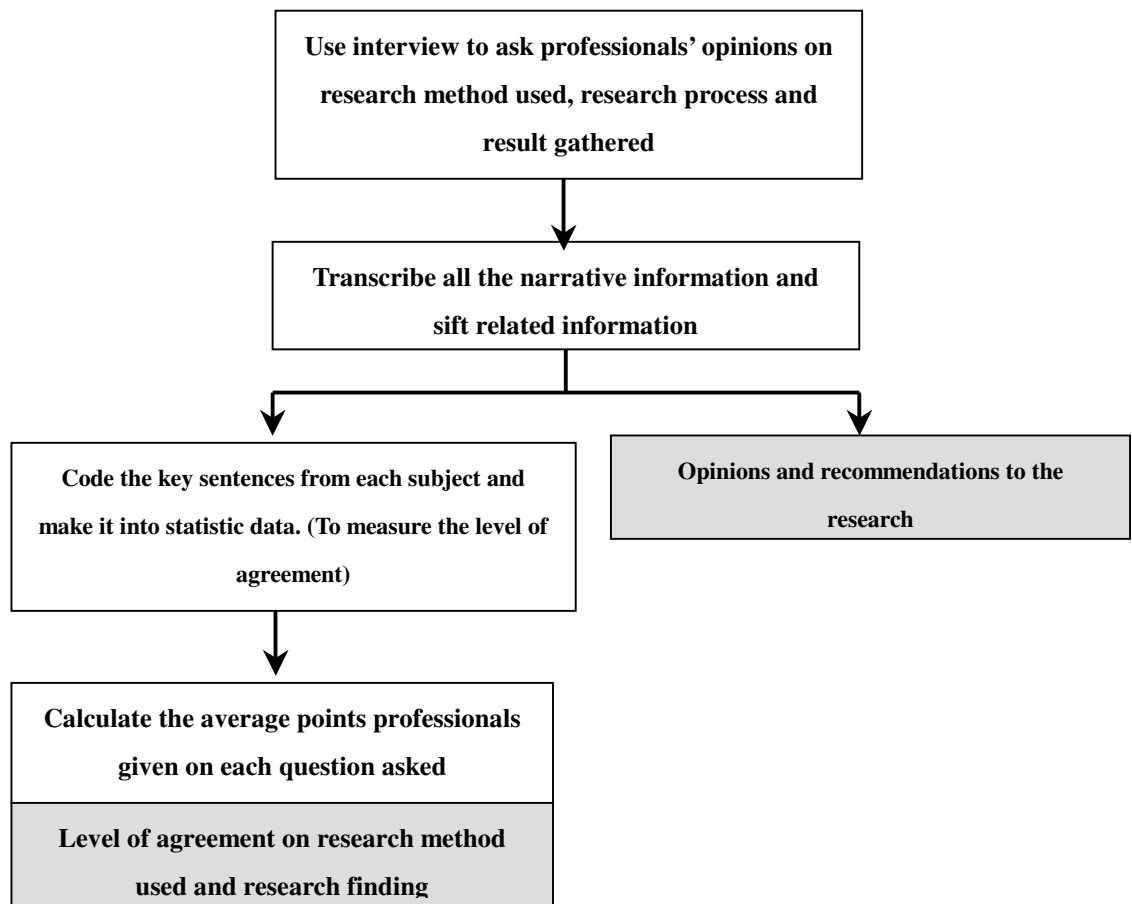 Use interview to ask professionals’ opinions on
research method used, research process and
result gathered
Transcribe all the narrative information and
sift related information
Code the key sentences from each subject and
make it into statistic data. (To measure the level of
agreement)
Opinions and recommendations to the
research
Calculate the average points professionals
given on each question asked
Level of agreement on research method
used and research finding